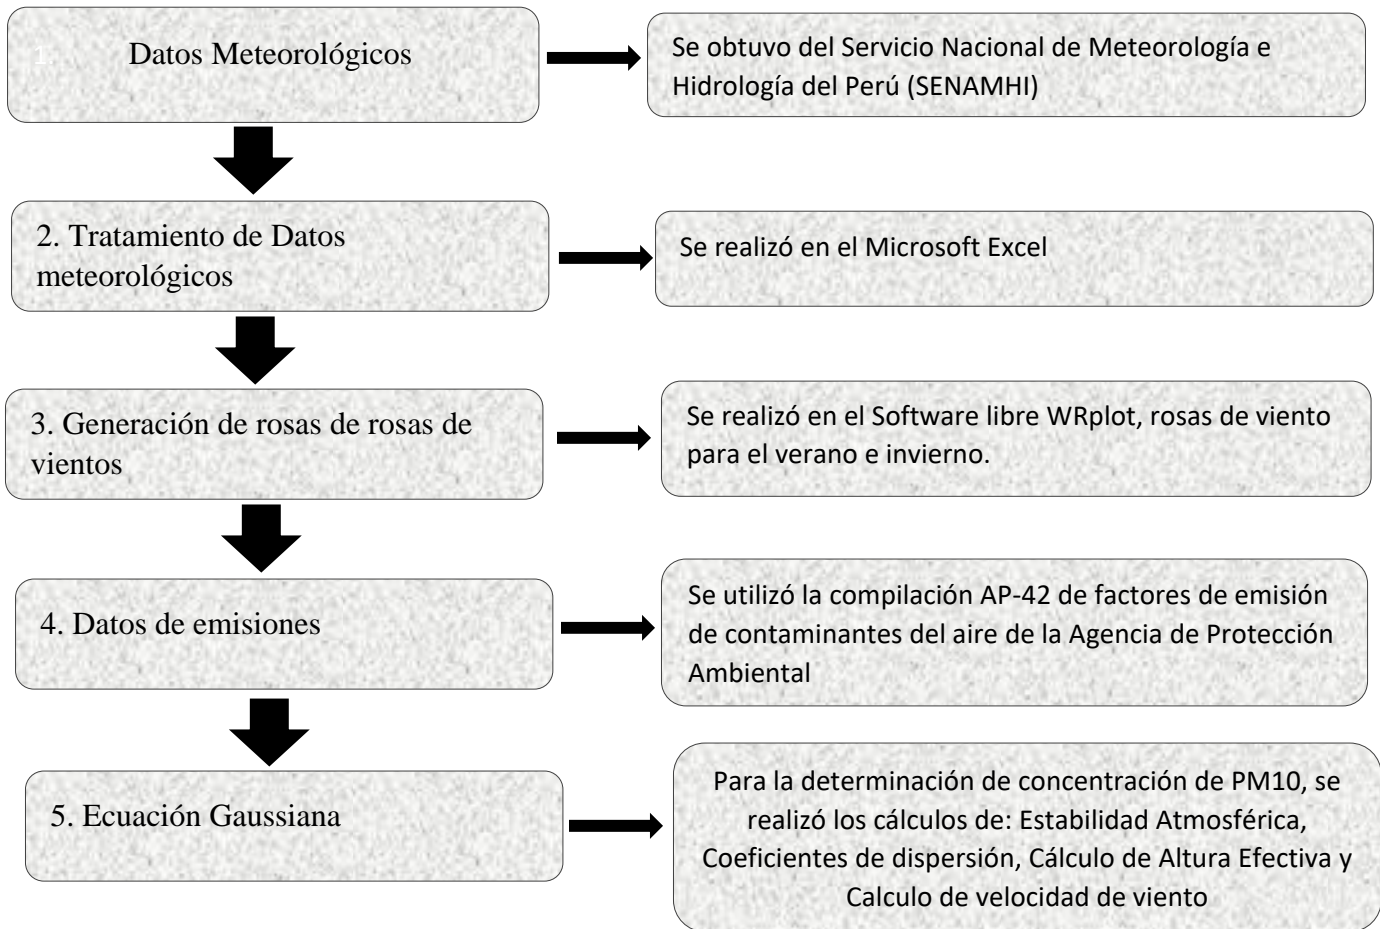 1. Datos Meteorológicos
Se obtuvo del Servicio Nacional de Meteorología e
Hidrología del Perú (SENAMHI)
2. Tratamiento de Datos
meteorológicos
Se realizó en el Microsoft Excel
3. Generación de rosas de rosas de
vientos
Se realizó en el Software libre WRplot, rosas de viento
para el verano e invierno.
4. Datos de emisiones
Se utilizó la compilación AP-42 de factores de emisión
de contaminantes del aire de la Agencia de Protección
Ambiental
5. Ecuación Gaussiana
Para la determinación de concentración de PM10, se
realizó los cálculos de: Estabilidad Atmosférica,
Coeficientes de dispersión, Cálculo de Altura Efectiva y
Calculo de velocidad de viento